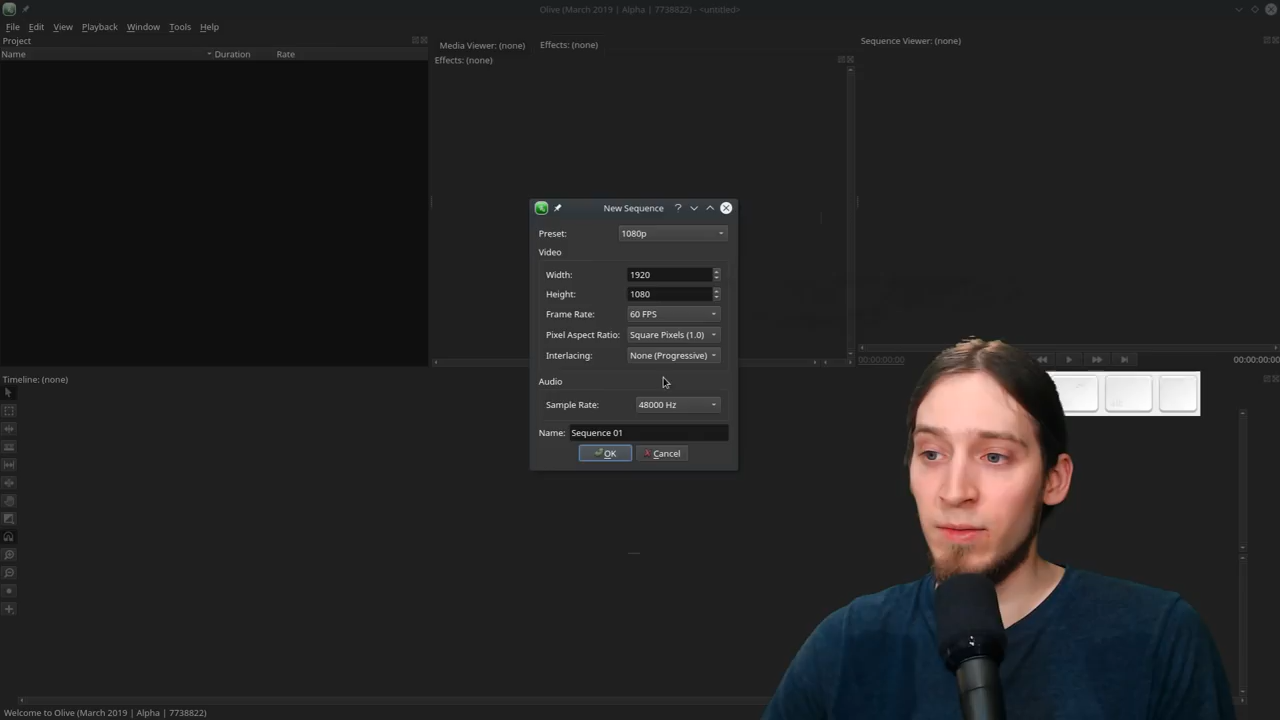 Olive (March 2019 | Alpha | 7738822) - <untitled>
File Edit View Playback Window Tools Help
Project
Name Duration Rate
Media Viewer: (none) Effects: (none)
Effects: (none)
Sequence Viewer: (none)
New Sequence
Preset: 1080p
Video
Width: 1920
Height: 1080
Frame Rate: 60 FPS
Pixel Aspect Ratio: Square Pixels (1.0)
Interlacing: None (Progressive)
Audio
Sample Rate: 48000 Hz
Name: Sequence 01
OK Cancel
00:00:00:00 00:00:00:00
Timeline: (none)
Welcome to Olive (March 2019 | Alpha | 7738822)